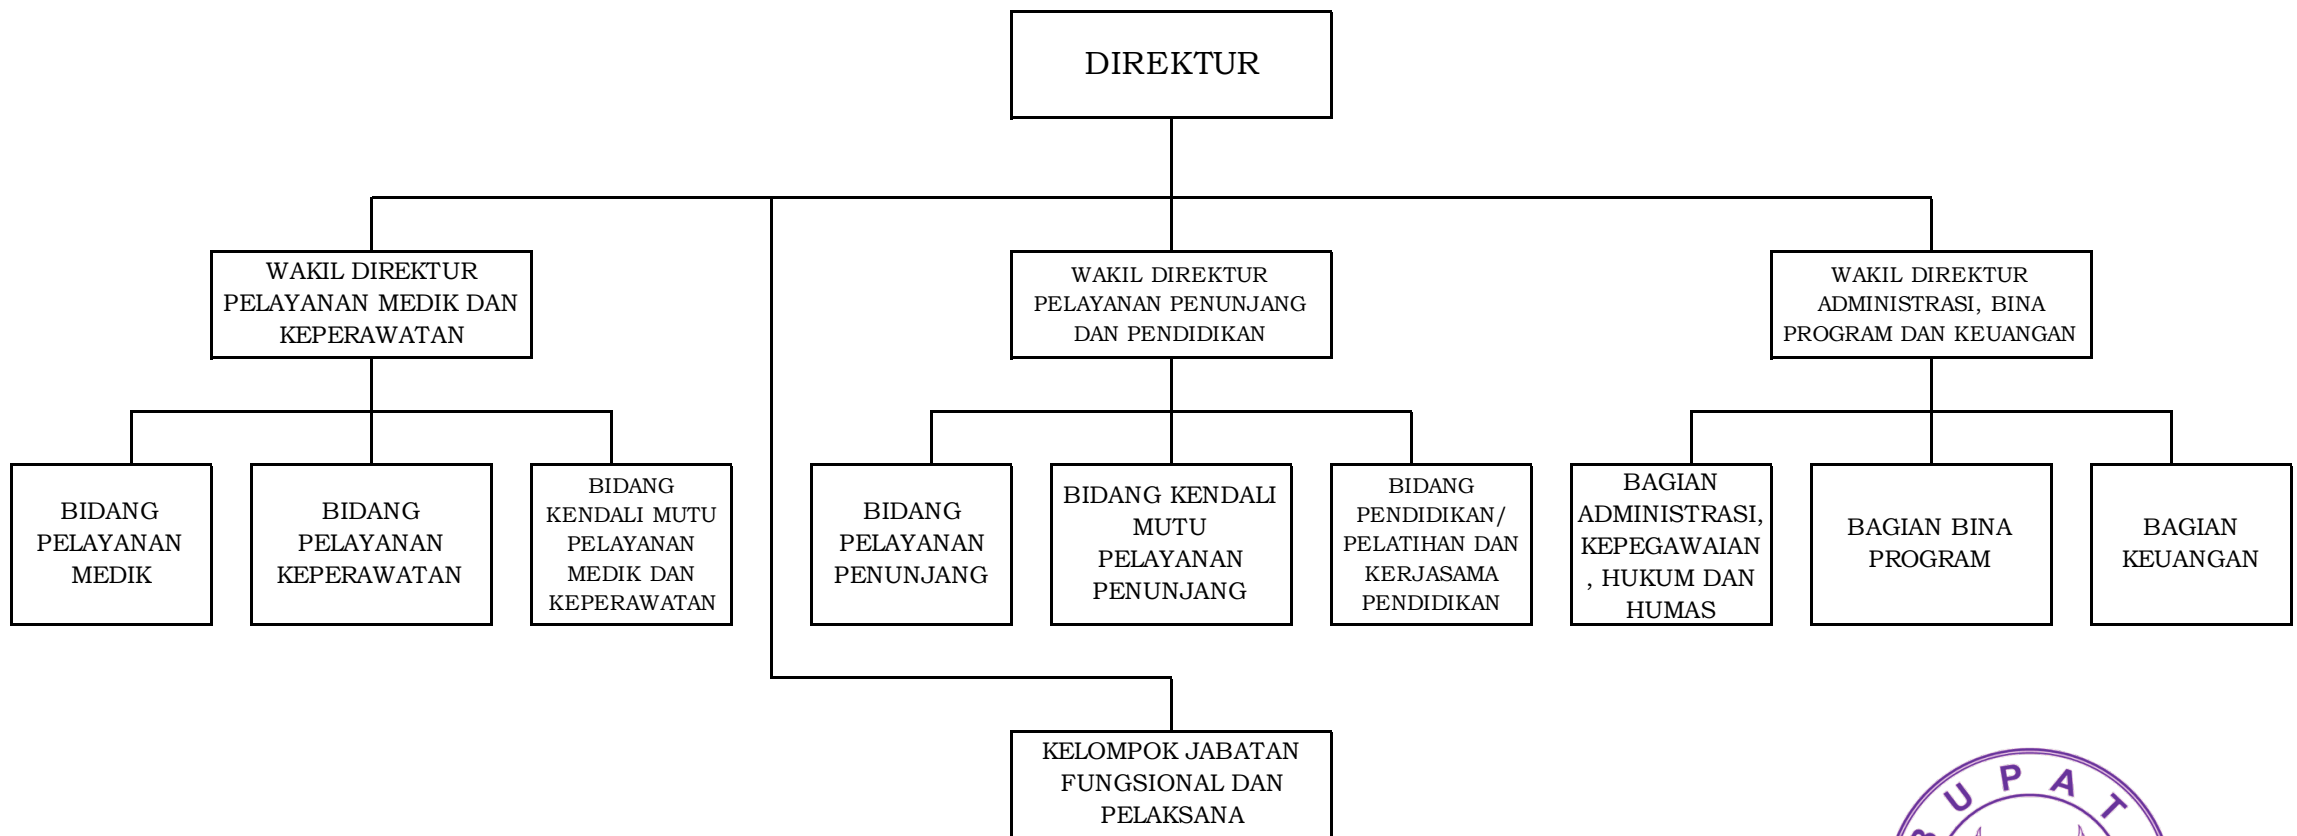 DIREKTUR
WAKIL DIREKTUR
PELAYANAN MEDIK DAN
KEPERAWATAN
WAKIL DIREKTUR
PELAYANAN PENUNJANG
DAN PENDIDIKAN
WAKIL DIREKTUR
ADMINISTRASI, BINA
PROGRAM DAN KEUANGAN
BIDANG
PELAYANAN
MEDIK
BIDANG
PELAYANAN
KEPERAWATAN
BIDANG
KENDALI MUTU
PELAYANAN
MEDIK DAN
KEPERAWATAN
BIDANG
PELAYANAN
PENUNJANG
BIDANG KENDALI
MUTU
PELAYANAN
PENUNJANG
BIDANG
PENDIDIKAN/
PELATIHAN DAN
KERJASAMA
PENDIDIKAN
BAGIAN
ADMINISTRASI,
KEPEGAWAIAN
, HUKUM DAN
HUMAS
BAGIAN BINA
PROGRAM
BAGIAN
KEUANGAN
KELOMPOK JABATAN
FUNGSIONAL DAN
PELAKSANA
BUPAT